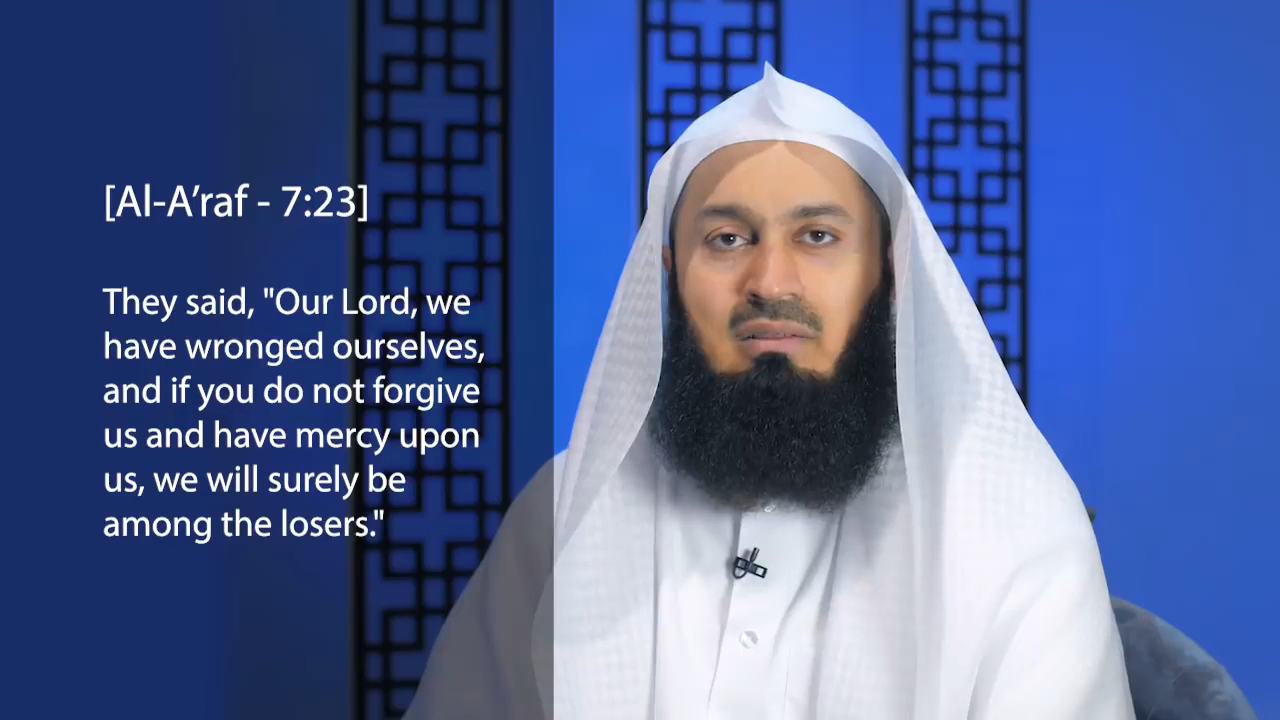 [Al-A’raf - 7:23]
They said, "Our Lord, we
have wronged ourselves,
and if you do not forgive
us and have mercy upon
us, we will surely be
among the losers."